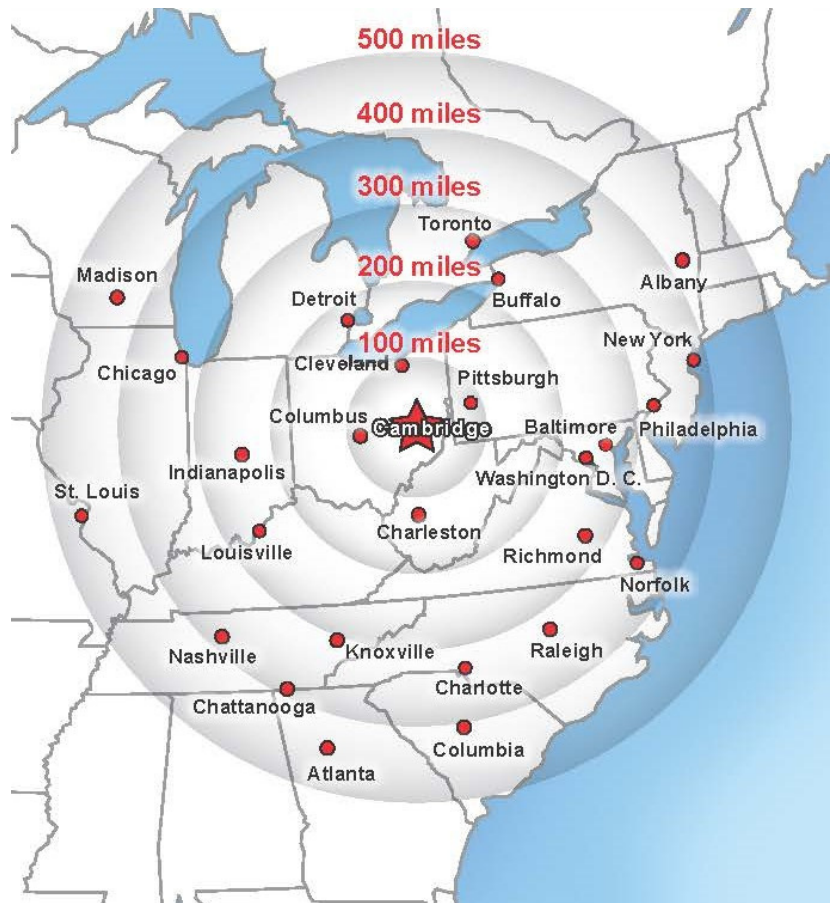 500 miles
400 miles
300 miles
Toronto
200 miles
Madison
Albany
Detroit
Buffalo
100 miles
New York
Cleveland
Chicago
Pittsburgh
Columbus
Cambridge
Baltimore
Philadelphia
Indianapolis
Washington D. C.
St. Louis
Charleston
Louisville
Richmond
Norfolk
Nashville
Knoxville
Raleigh
Charlotte
Chattanooga
Columbia
Atlanta